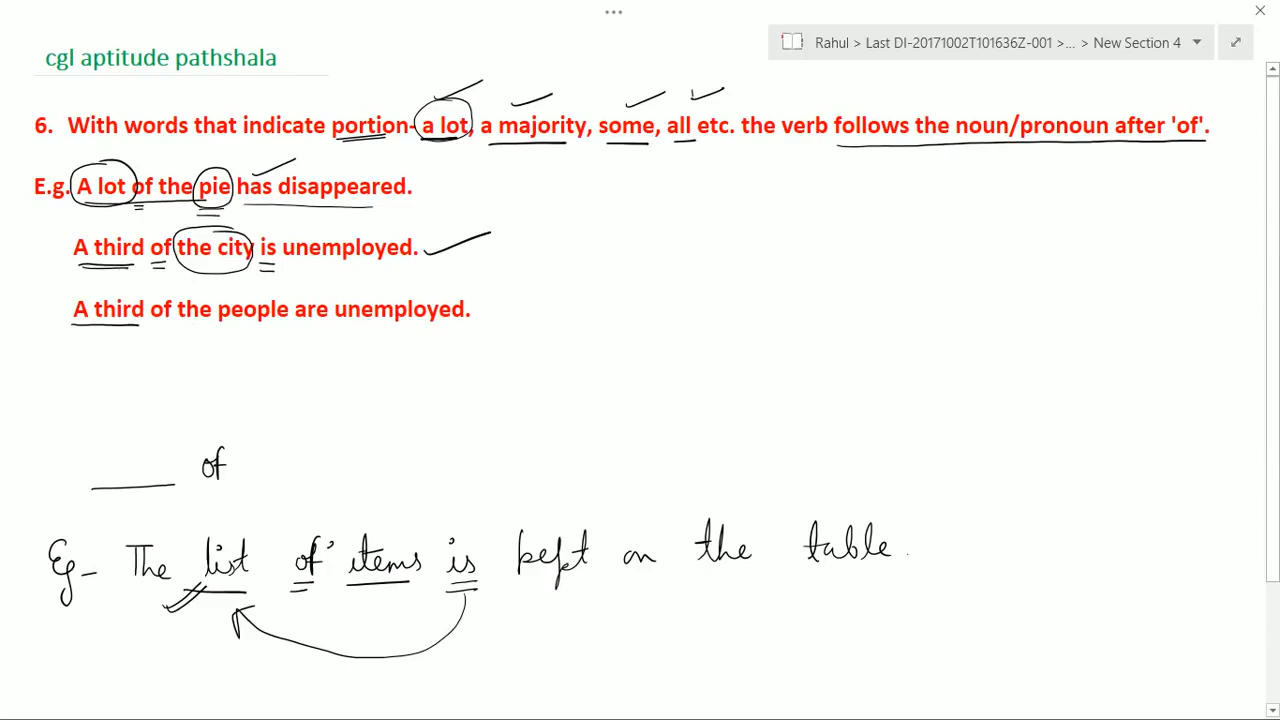 Rahul > Last DI-20171002T101636Z-001 >... > New Section 4
cgl aptitude pathshala
6. With words that indicate portion- a lot, a majority, some, all etc. the verb follows the noun/pronoun after 'of'.
E.g. A lot of the pie has disappeared.
A third of the city is unemployed.
A third of the people are unemployed.
____ of
Eg- The list of items is kept on the table.